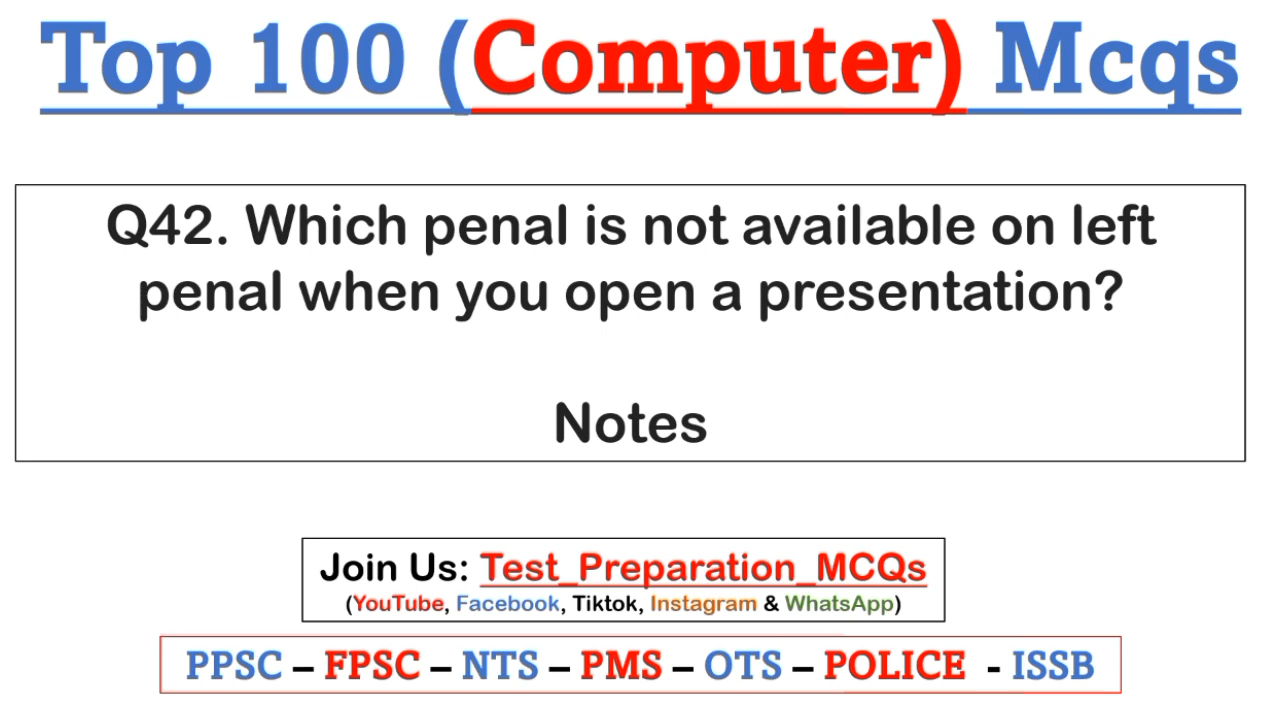 Top 100 (Computer) Mcqs
Q42. Which penal is not available on left
penal when you open a presentation?
Notes
Join Us: Test_Preparation_MCQs
(YouTube, Facebook, Tiktok, Instagram & WhatsApp)
PPSC – FPSC – NTS – PMS – OTS – POLICE - ISSB